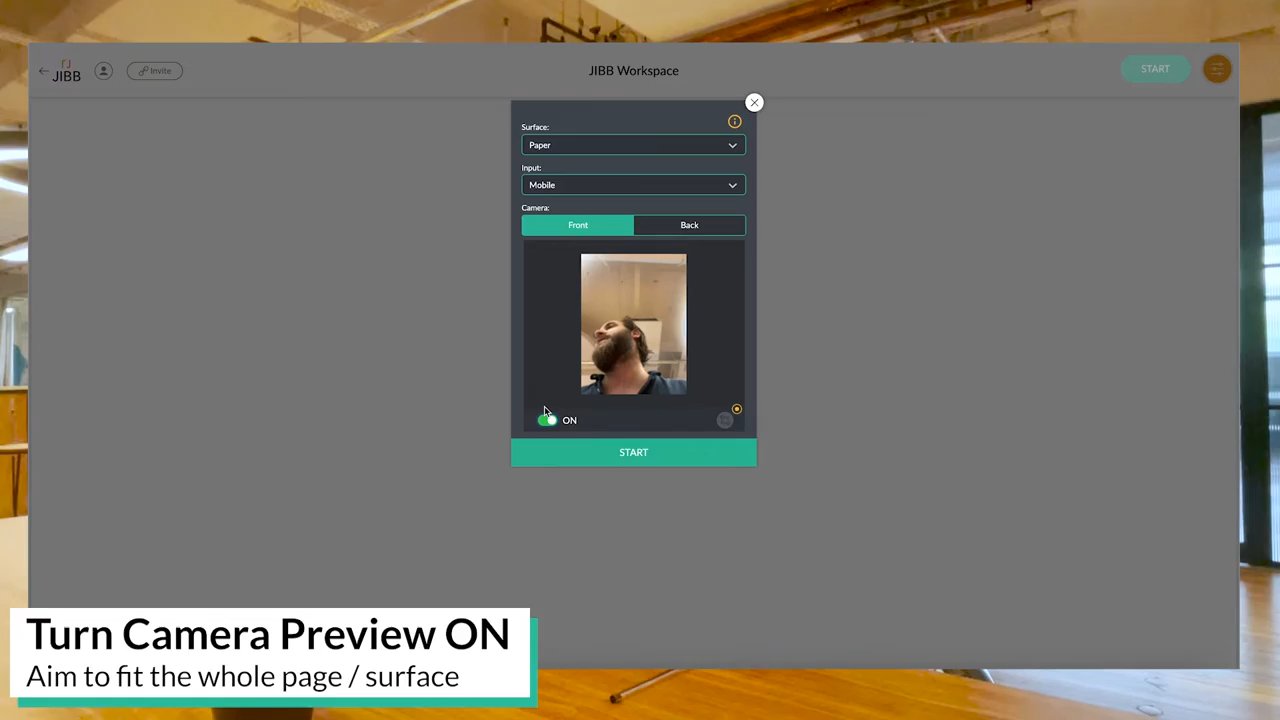 JIBB
Invite
JIBB Workspace
START
Surface:
Paper
Input:
Mobile
Camera:
Front
Back
ON
START
Turn Camera Preview ON
Aim to fit the whole page / surface